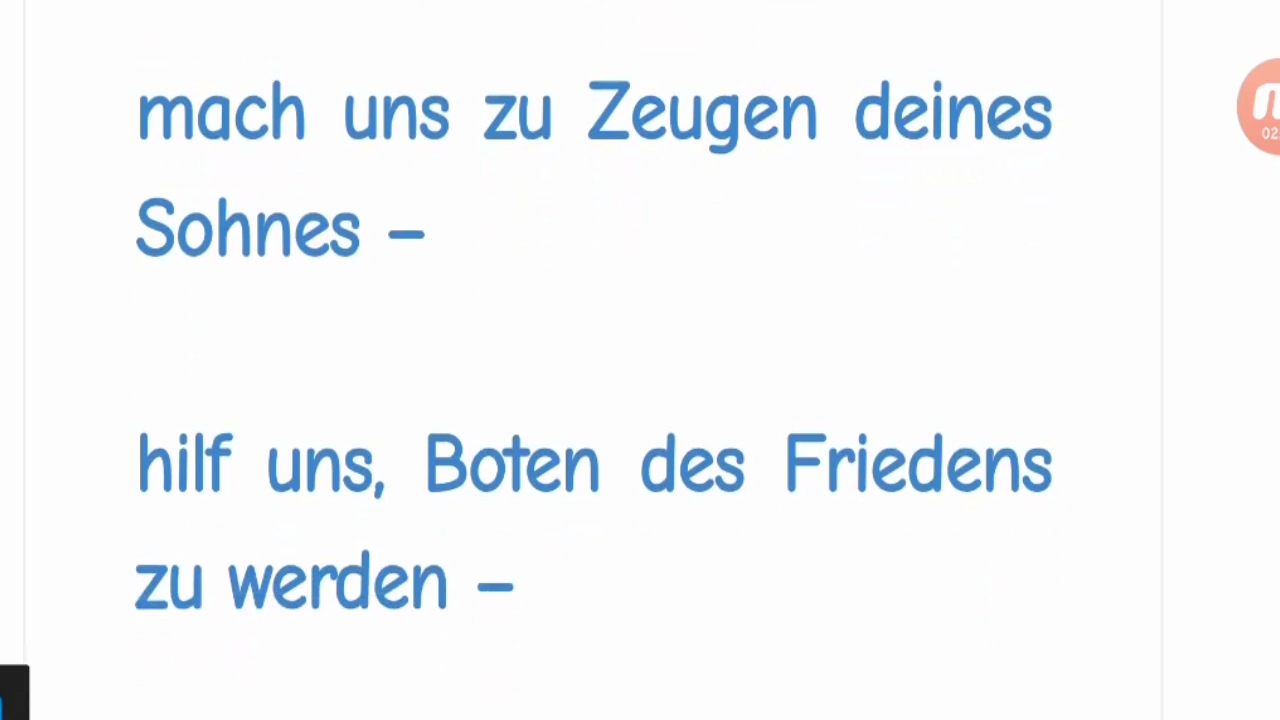 mach uns zu Zeugen deines
Sohnes –
hilf uns, Boten des Friedens
zu werden –